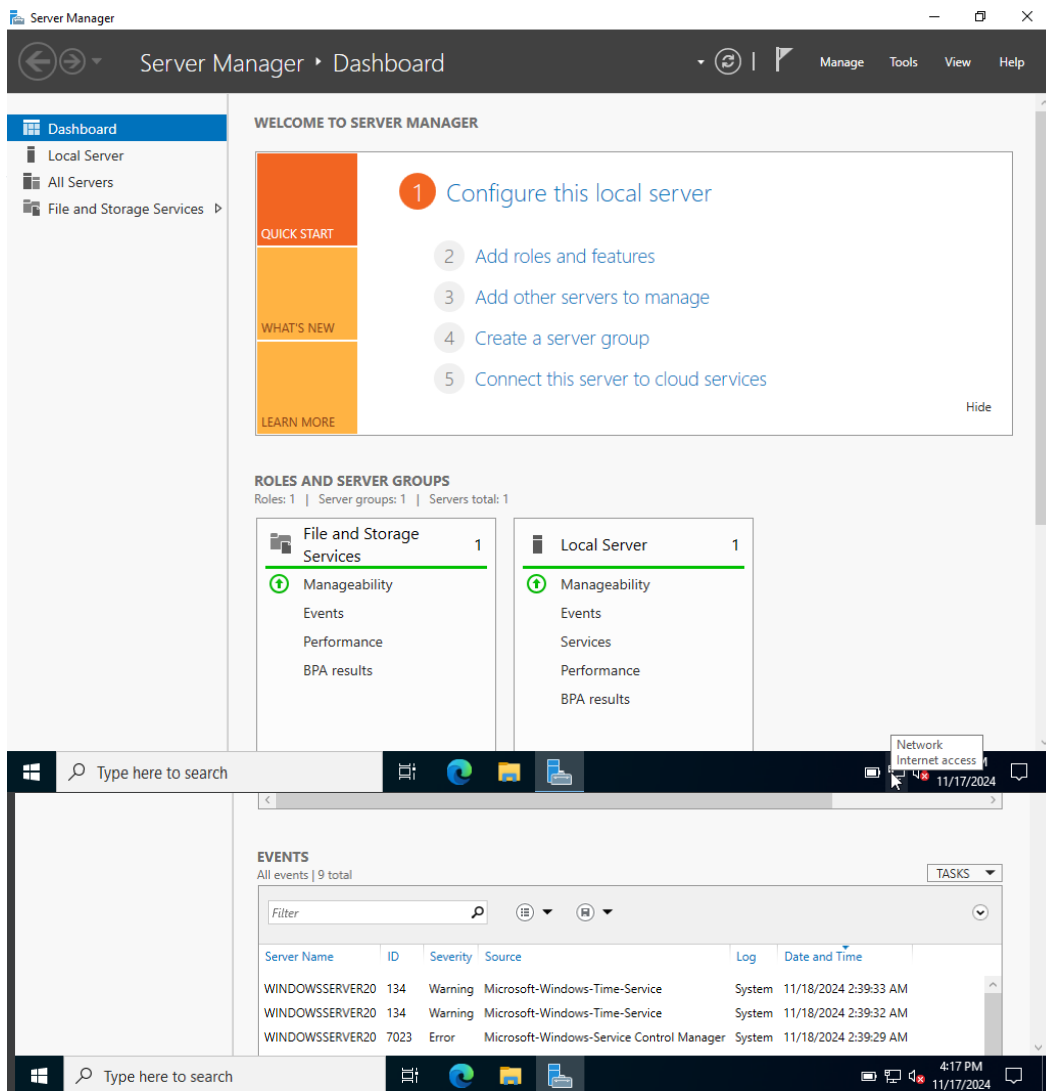 Server Manager
Server Manager ‣ Dashboard
Manage Tools View Help
Dashboard
Local Server
All Servers
File and Storage Services
WELCOME TO SERVER MANAGER
QUICK START
WHAT'S NEW
LEARN MORE
1 Configure this local server
2 Add roles and features
3 Add other servers to manage
4 Create a server group
5 Connect this server to cloud services
Hide
ROLES AND SERVER GROUPS
Roles: 1 | Server groups: 1 | Servers total: 1
File and Storage
Services 1
Manageability
Events
Performance
BPA results
Local Server 1
Manageability
Events
Services
Performance
BPA results
Network
Internet access
Type here to search
11/17/2024
EVENTS
All events | 9 total
TASKS
Filter
Server Name ID Severity Source Log Date and Time
WINDOWSSERVER20 134 Warning Microsoft-Windows-Time-Service System 11/18/2024 2:39:33 AM
WINDOWSSERVER20 134 Warning Microsoft-Windows-Time-Service System 11/18/2024 2:39:32 AM
WINDOWSSERVER20 7023 Error Microsoft-Windows-Service Control Manager System 11/18/2024 2:39:29 AM
Type here to search
4:17 PM
11/17/2024